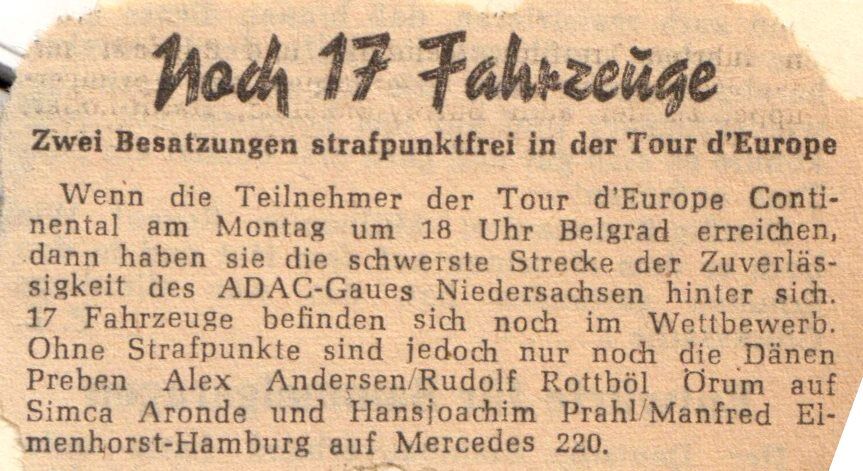 Noch 17 Fahrzeuge
Zwei Besatzungen strafpunktfrei in der Tour d'Europe
Wenn die Teilnehmer der Tour d'Europe Conti-
nental am Montag um 18 Uhr Belgrad erreichen,
dann haben sie die schwerste Strecke der Zuverläs-
sigkeit des ADAC-Gaues Niedersachsen hinter sich.
17 Fahrzeuge befinden sich noch im Wettbewerb.
Ohne Strafpunkte sind jedoch nur noch die Dänen
Preben Alex Andersen/Rudolf Rottböl Örum auf
Simca Aronde und Hansjoachim Prahl/Manfred El-
menhorst-Hamburg auf Mercedes 220.